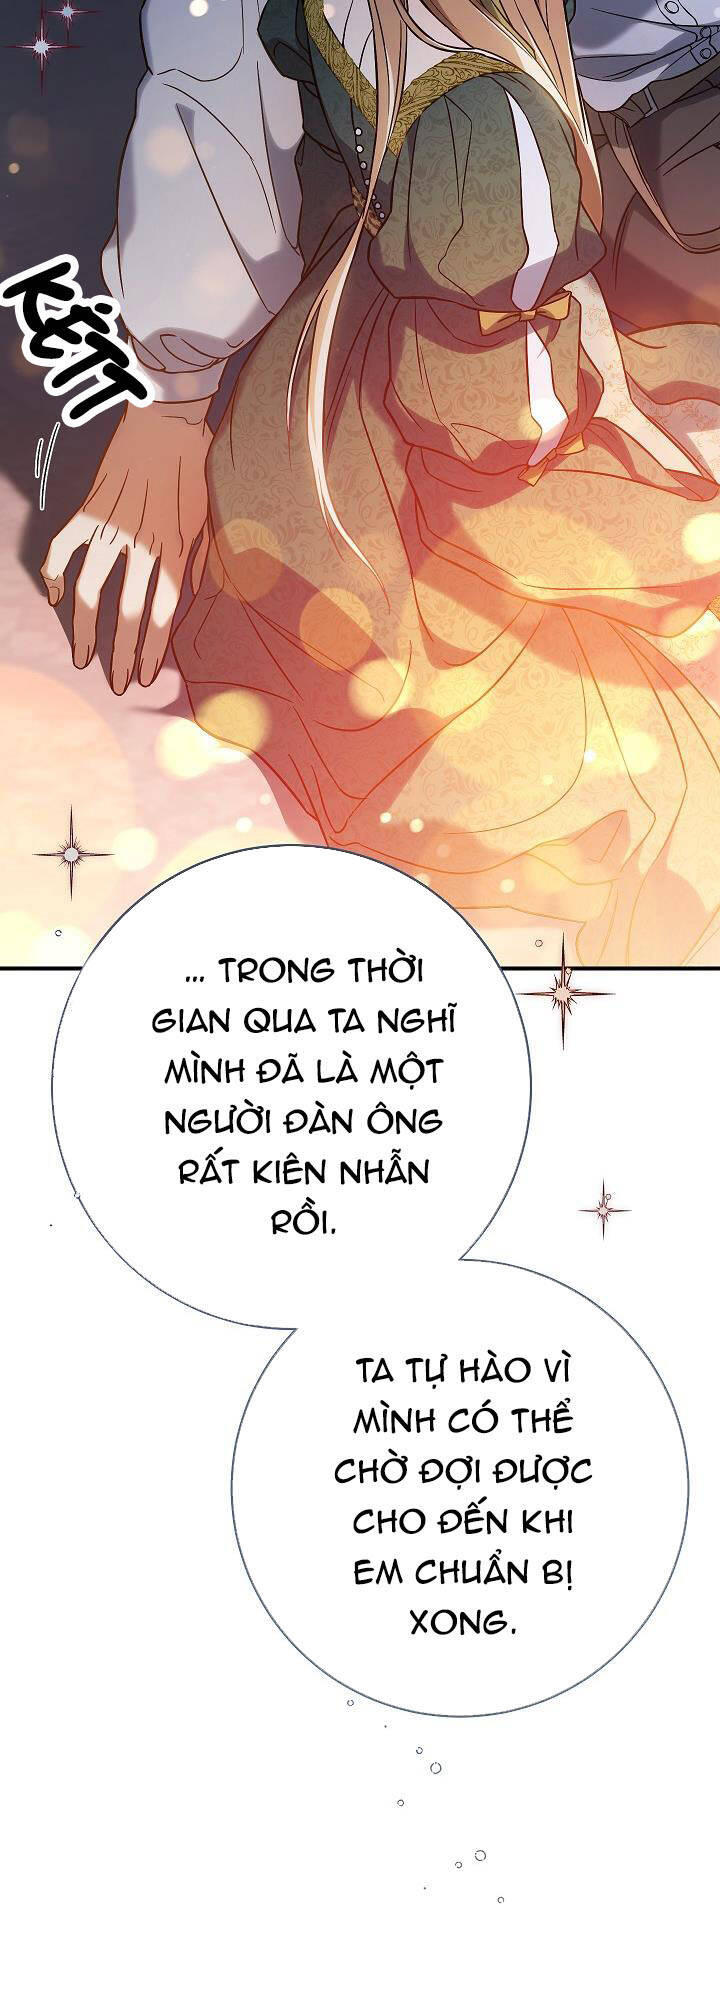 KÉTT
... TRONG THỜI
GIAN QUA TA NGHĨ
MÌNH ĐÃ LÀ MỘT
NGƯỜI ĐÀN ÔNG
RẤT KIÊN NHẪN
RỒI.
TA TỰ HÀO VÌ
MÌNH CÓ THỂ
CHỜ ĐỢI ĐƯỢC
CHO ĐẾN KHI
EM CHUẨN BỊ
XONG.